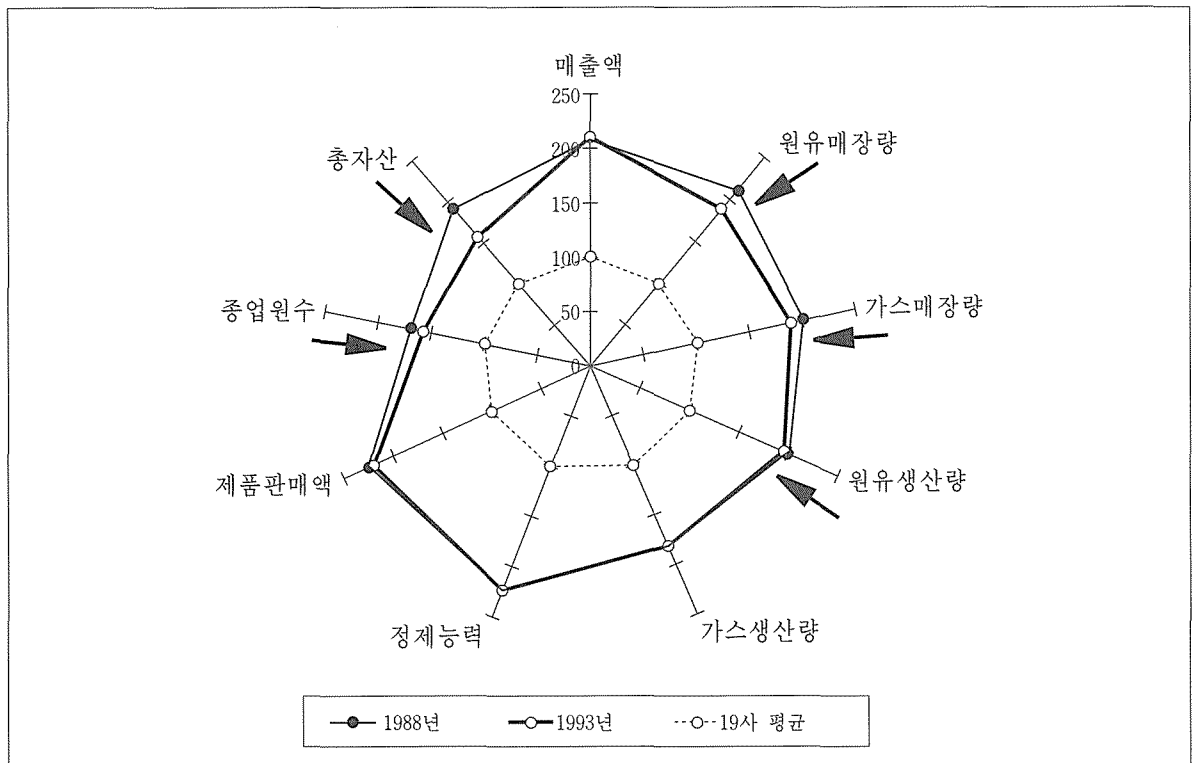 매출액
250
200
150
100
50
0
원유매장량
가스매장량
원유생산량
가스생산량
정제능력
제품판매액
종업원수
총자산
1988년 1993년 19사 평균